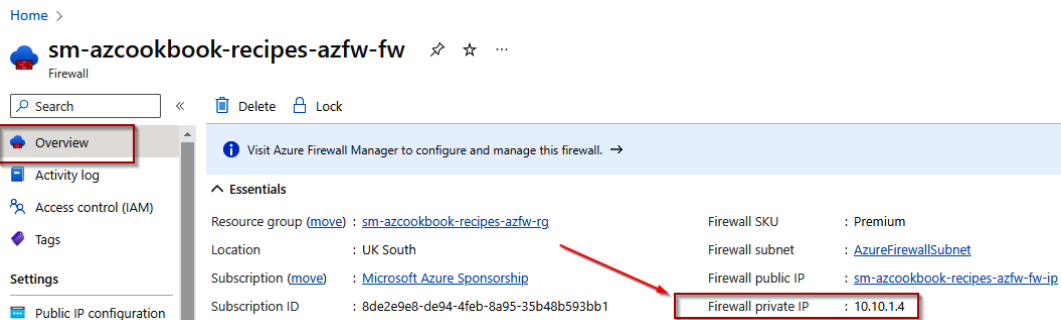 Home >
sm-azcookbook-recipes-azfw-fw ...
Firewall
Search «
Delete Lock
Overview
Visit Azure Firewall Manager to configure and manage this firewall. →
Activity log
Essentials
Access control (IAM)
Resource group (move) : sm-azcookbook-recipes-azfw-rg Firewall SKU : Premium
Tags
Location : UK South Firewall subnet : AzureFirewallSubnet
Settings
Subscription (move) : Microsoft Azure Sponsorship Firewall public IP : sm-azcookbook-recipes-azfw-fw-ip
Public IP configuration
Subscription ID : 8de2e9e8-de94-4feb-8a95-35b48b593bb1 Firewall private IP : 10.10.1.4